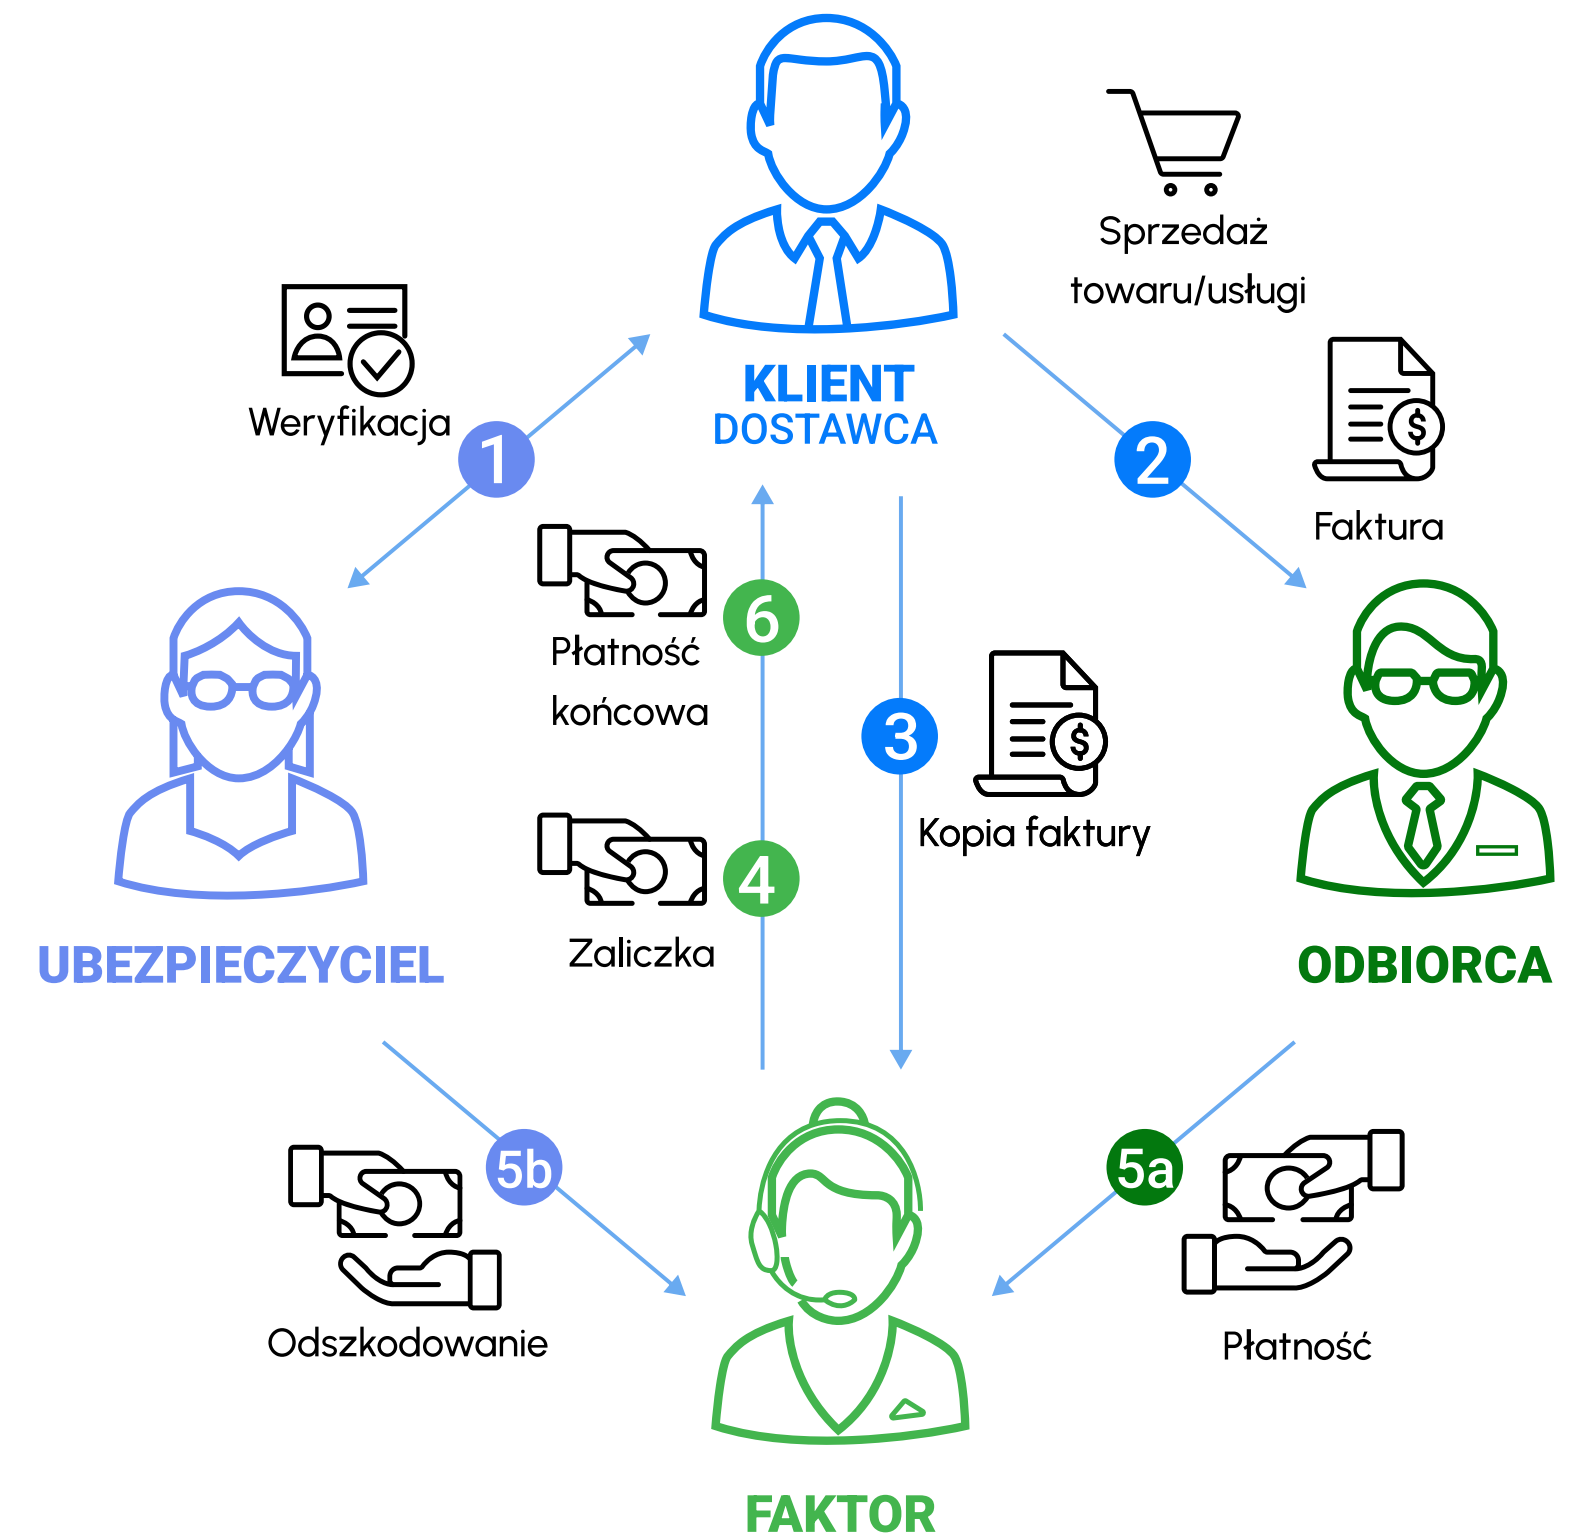 Sprzedaż
towaru/usługi
KLIENT
DOSTAWCA
Weryfikacja
1
2
$
Faktura
6
Płatność
końcowa
3
$
Kopia faktury
4
Zaliczka
UBEZPIECZYCIEL
ODBIORCA
5b
Odszkodowanie
5a
Płatność
FAKTOR